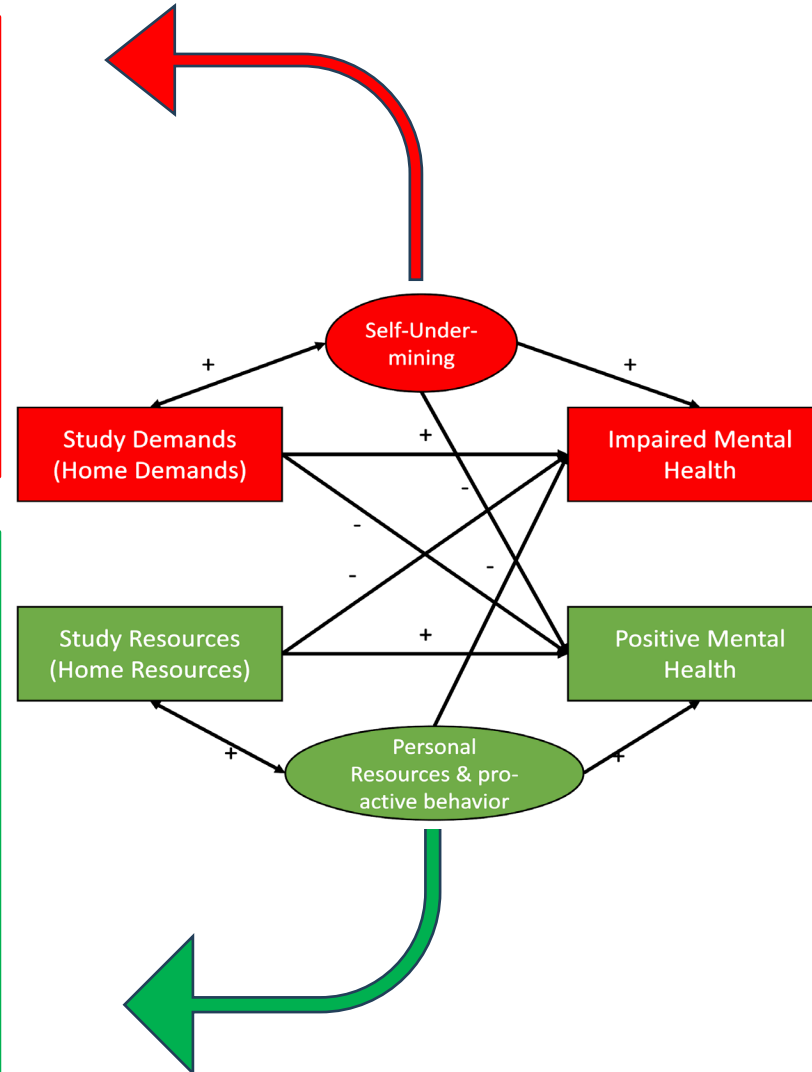 Self-Under-
mining
+
+
Study Demands
(Home Demands)
+
Impaired Mental
Health
-
-
-
-
Study Resources
(Home Resources)
+
Positive Mental
Health
+
+
Personal
Resources & pro-
active behavior